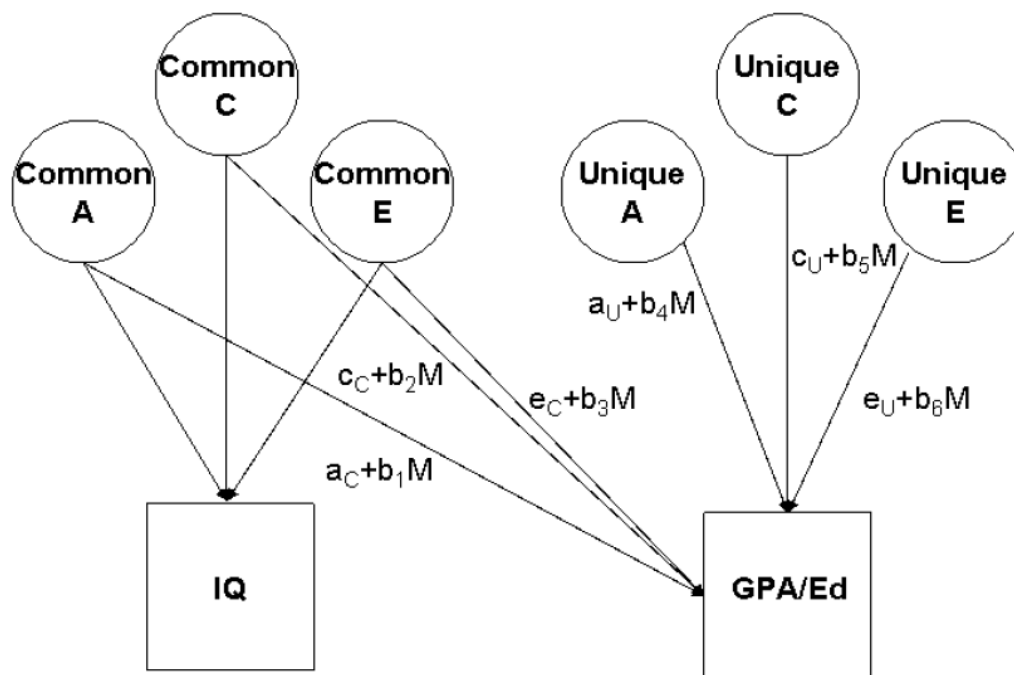 Common
C
Unique
C
Common
A
Common
E
Unique
A
Unique
E
c_U+b_5M
a_U+b_4M
c_C+b_2M
e_C+b_3M
e_U+b_6M
a_C+b_1M
IQ
GPA/Ed